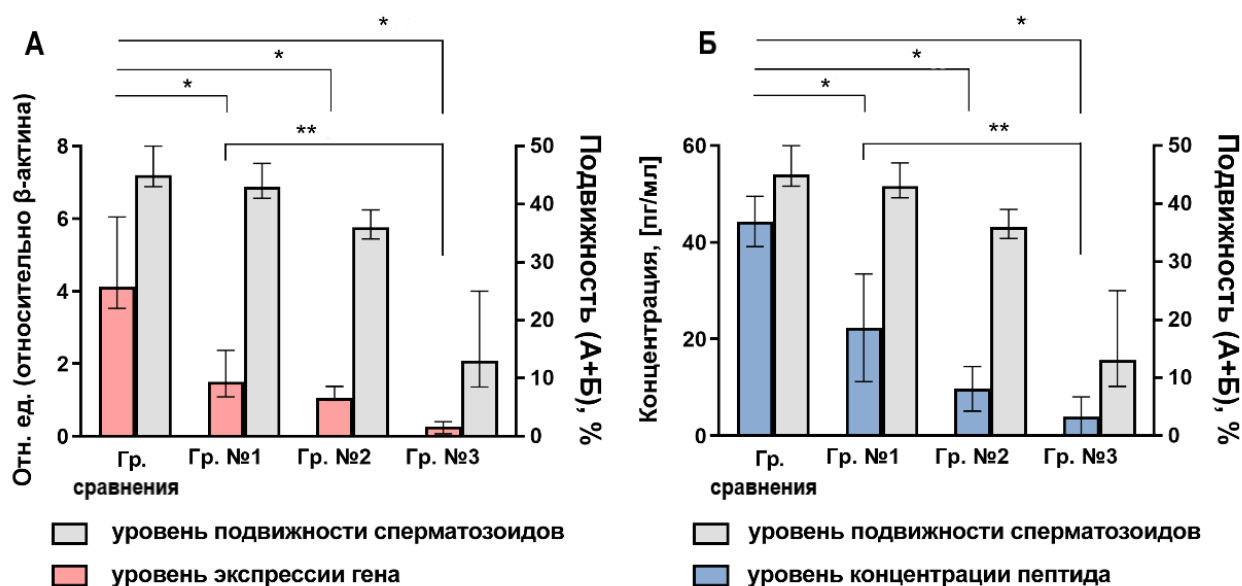 А
*
*
*
**
Отн. ед. (относительно β-актина)
8
6
4
2
0
50
40
30
20
10
0
Подвижность (А+Б), %
Гр. сравнения
Гр. №1
Гр. №2
Гр. №3
уровень подвижности сперматозоидов
уровень экспрессии гена
Б
*
*
*
**
Концентрация, [пг/мл]
60
40
20
0
50
40
30
20
10
0
Подвижность (А+Б), %
Гр. сравнения
Гр. №1
Гр. №2
Гр. №3
уровень подвижности сперматозоидов
уровень концентрации пептида